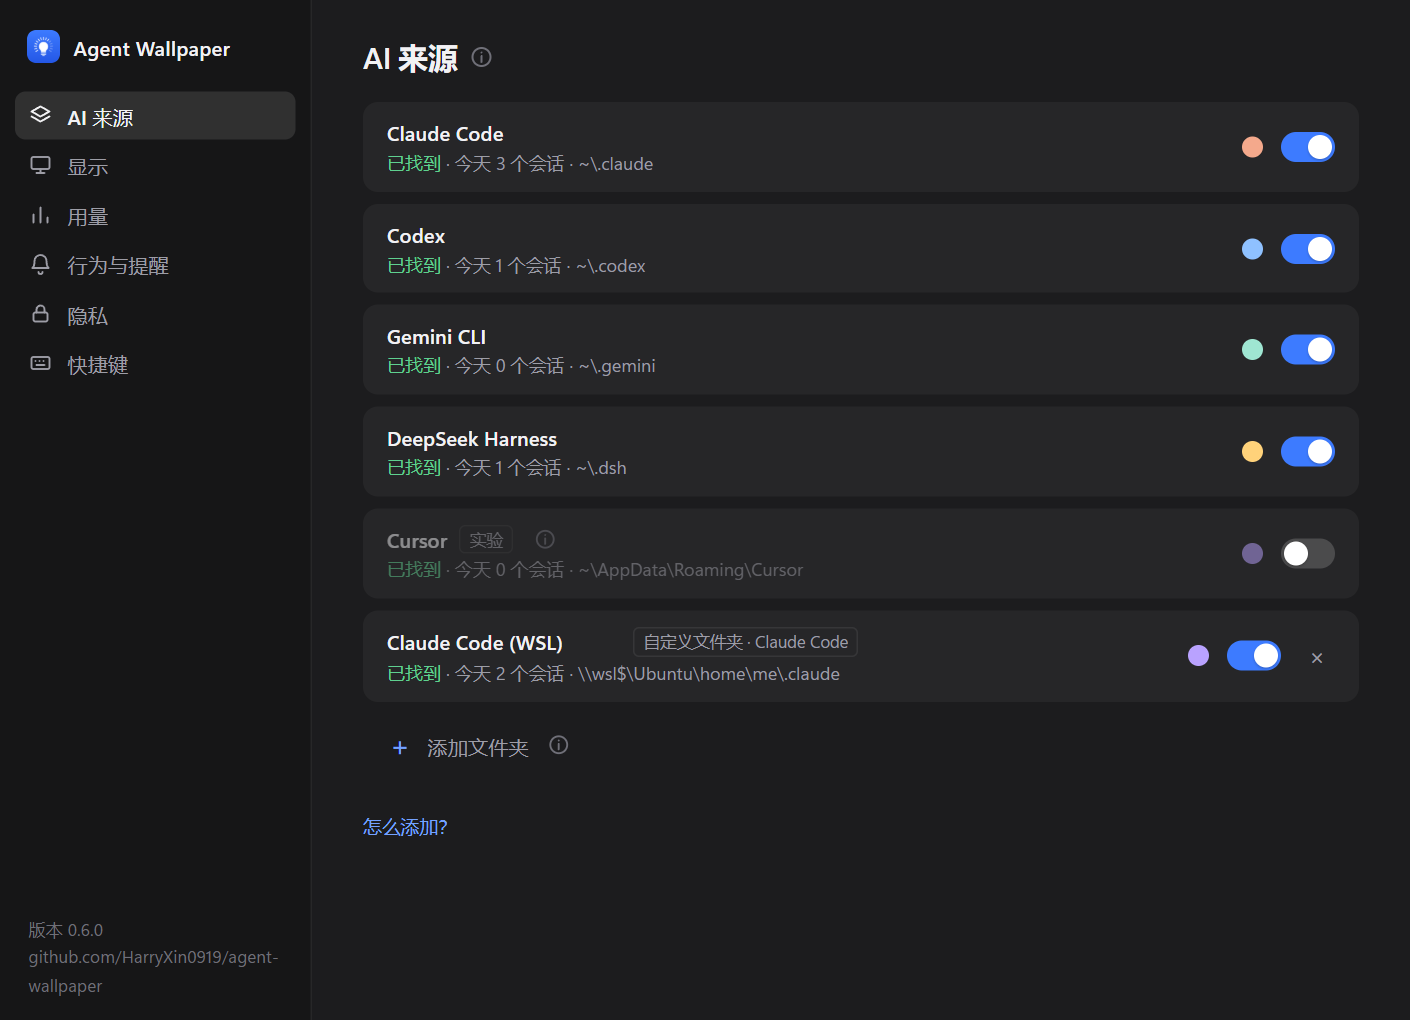 Agent Wallpaper
AI 来源
显示
用量
行为与提醒
隐私
快捷键
版本 0.6.0
github.com/HarryXin0919/agent-
wallpaper
AI 来源
Claude Code
已找到 · 今天 3 个会话 · ~\.claude
Codex
已找到 · 今天 1 个会话 · ~\.codex
Gemini CLI
已找到 · 今天 0 个会话 · ~\.gemini
DeepSeek Harness
已找到 · 今天 1 个会话 · ~\.dsh
Cursor 实验
已找到 · 今天 0 个会话 · ~\AppData\Roaming\Cursor
Claude Code (WSL) 自定义文件夹 · Claude Code
已找到 · 今天 2 个会话 · \\wsl$\Ubuntu\home\me\.claude
+ 添加文件夹
怎么添加?